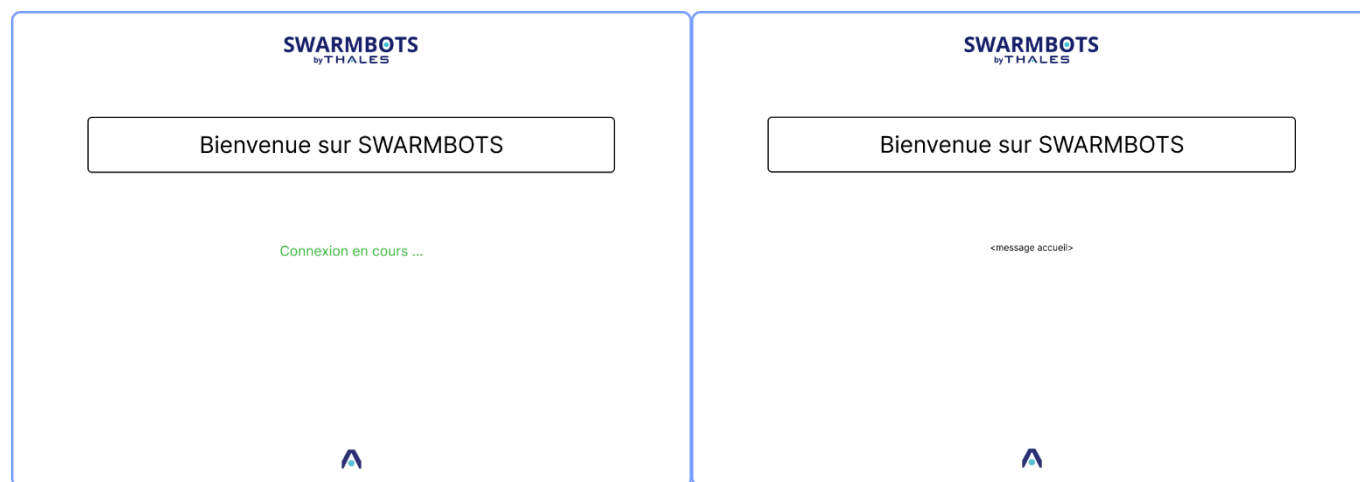 SWARMBOTS
by THALES
Bienvenue sur SWARMBOTS
Connexion en cours ...
SWARMBOTS
by THALES
Bienvenue sur SWARMBOTS
<message accueil>